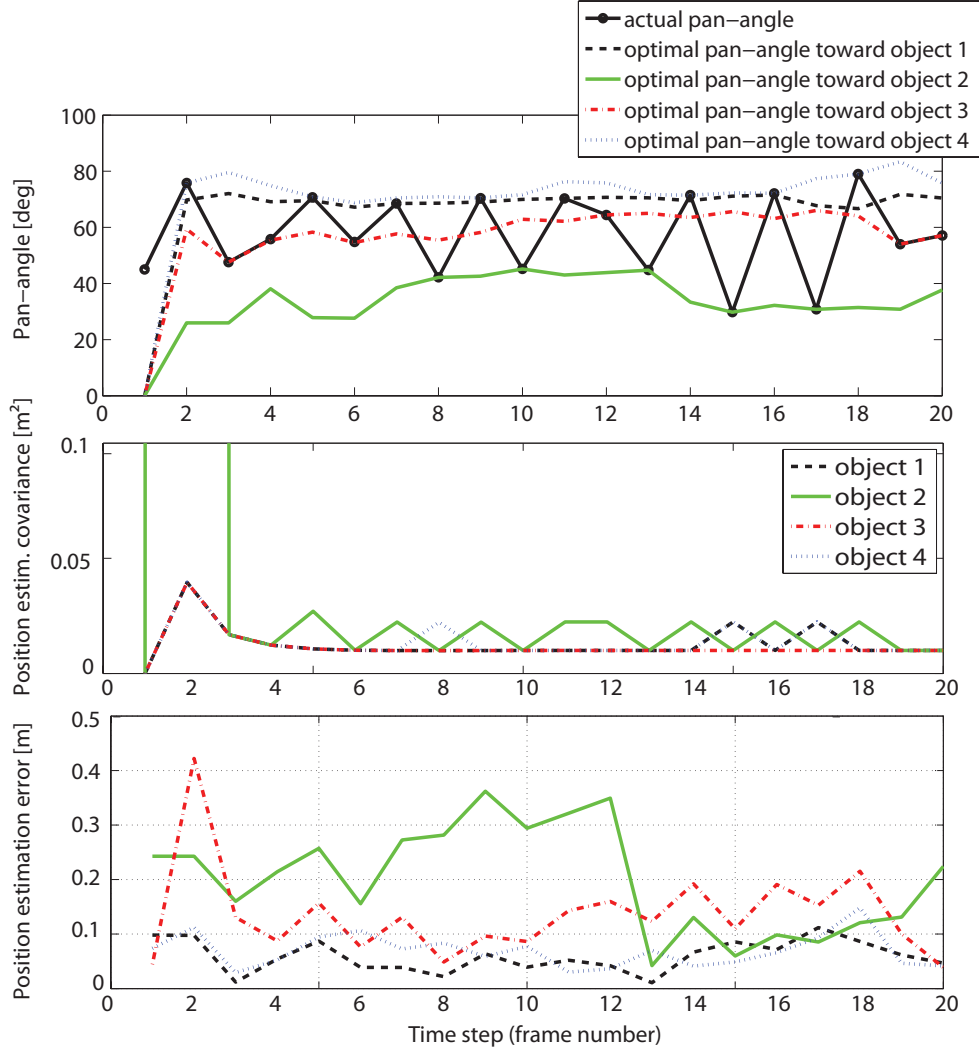 actual pan-angle
optimal pan-angle toward object 1
optimal pan-angle toward object 2
optimal pan-angle toward object 3
optimal pan-angle toward object 4
Pan-angle [deg]
100
80
60
40
20
0
0 2 4 6 8 10 12 14 16 18 20
Position estim. covariance [m²]
0.1
0.05
0
object 1
object 2
object 3
object 4
0 2 4 6 8 10 12 14 16 18 20
Position estimation error [m]
0.5
0.4
0.3
0.2
0.1
0
0 2 4 6 8 10 12 14 16 18 20
Time step (frame number)